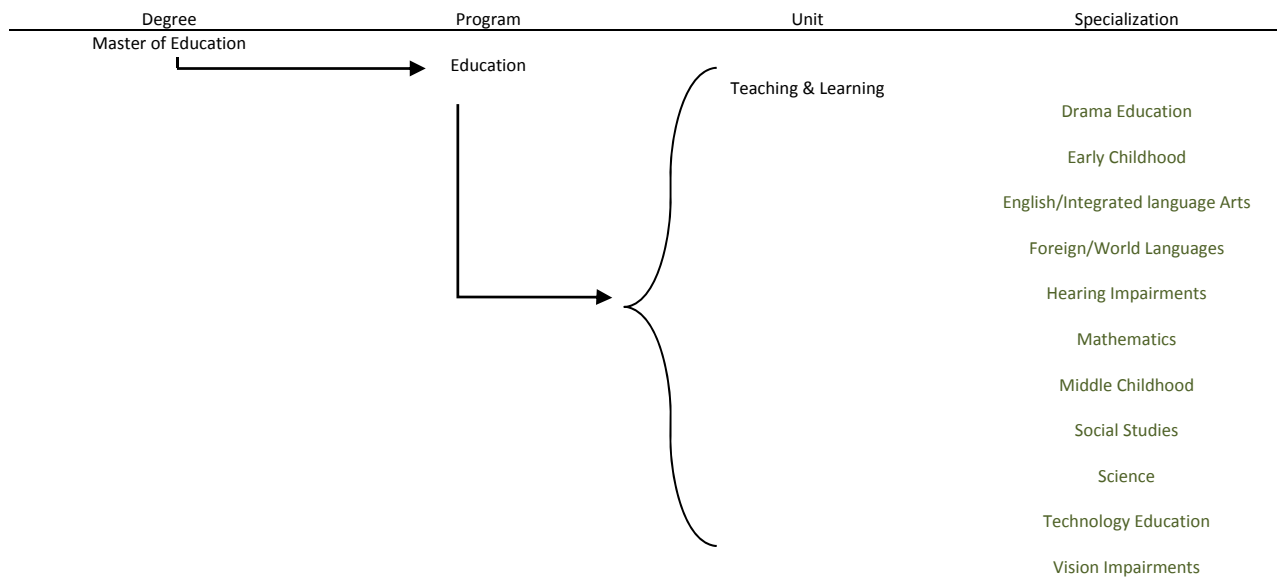 Degree Program Unit Specialization
Master of Education
Education
Teaching & Learning
Drama Education
Early Childhood
English/Integrated language Arts
Foreign/World Languages
Hearing Impairments
Mathematics
Middle Childhood
Social Studies
Science
Technology Education
Vision Impairments